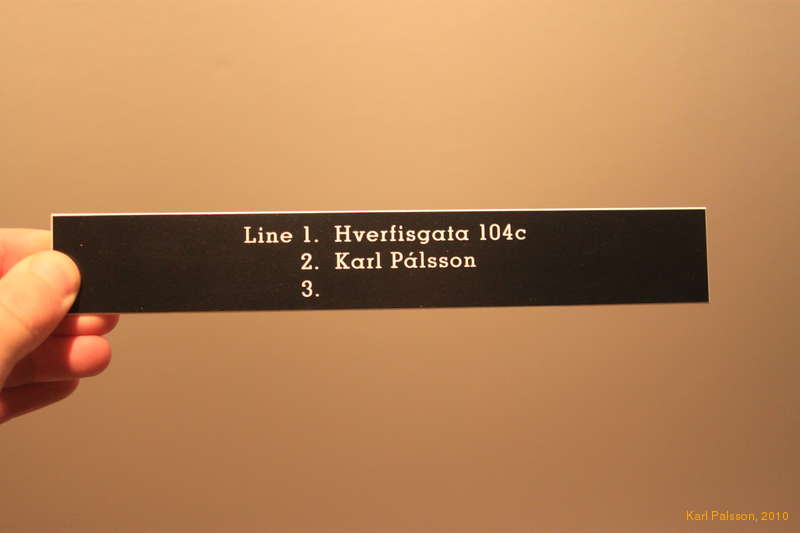 Line 1. Hverfisgata 104c
2. Karl Pálsson
3.
Karl Palsson, 2010